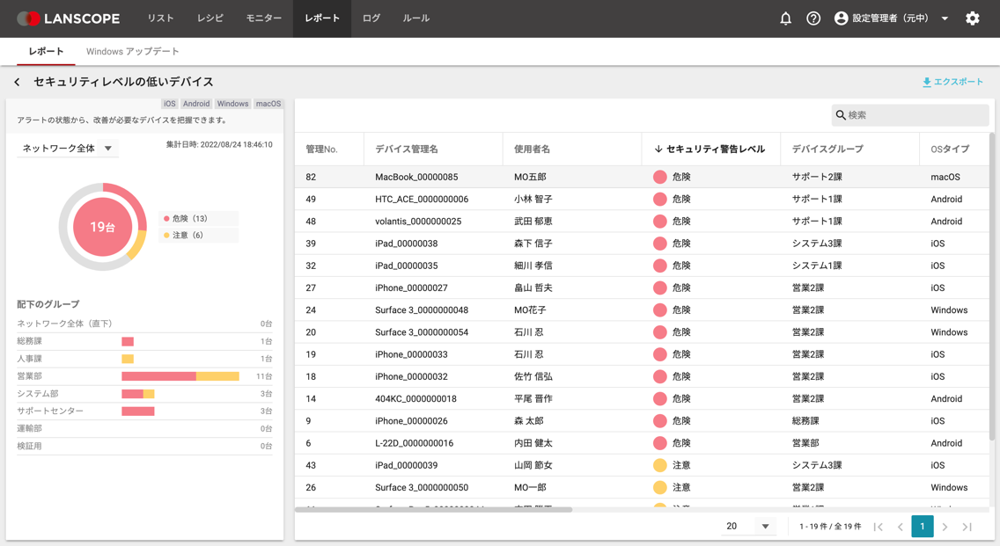 LANSCOPE リスト レシピ モニター レポート ログ ルール 設定管理者（元中）
レポート Windows アップデート
セキュリティレベルの低いデバイス エクスポート
iOS Android Windows macOS
アラートの状態から、改善が必要なデバイスを把握できます。
ネットワーク全体 集計日時: 2022/08/24 18:46:10
19台
危険（13）
注意（6）
配下のグループ
ネットワーク全体（直下） 0台
総務課 1台
人事課 1台
営業部 11台
システム部 3台
サポートセンター 3台
運輸部 0台
検証用 0台
検索
管理No. デバイス管理名 使用者名 セキュリティ警告レベル デバイスグループ OSタイプ
82 MacBook_00000085 MO五郎 危険 サポート2課 macOS
49 HTC_ACE_0000000006 小林 智子 危険 サポート1課 Android
48 volantis_0000000025 武田 郁恵 危険 サポート1課 Android
39 iPad_00000038 森下 信子 危険 システム3課 iOS
32 iPad_00000035 細川 孝信 危険 システム1課 iOS
27 iPhone_00000027 畠山 哲夫 危険 営業2課 iOS
24 Surface 3_0000000048 MO花子 危険 営業2課 Windows
20 Surface 3_0000000054 石川 忍 危険 営業2課 Windows
19 iPhone_00000033 石川 忍 危険 営業2課 iOS
18 iPhone_00000032 佐竹 信弘 危険 営業2課 iOS
14 404KC_0000000018 平尾 晋作 危険 営業2課 Android
9 iPhone_00000026 森 太郎 危険 総務課 iOS
6 L-22D_0000000016 内田 健太 危険 営業部 Android
43 iPad_00000039 山岡 節女 注意 システム3課 iOS
26 Surface 3_0000000050 MO一郎 注意 営業2課 Windows
20 1 - 19 件 / 全 19 件 1